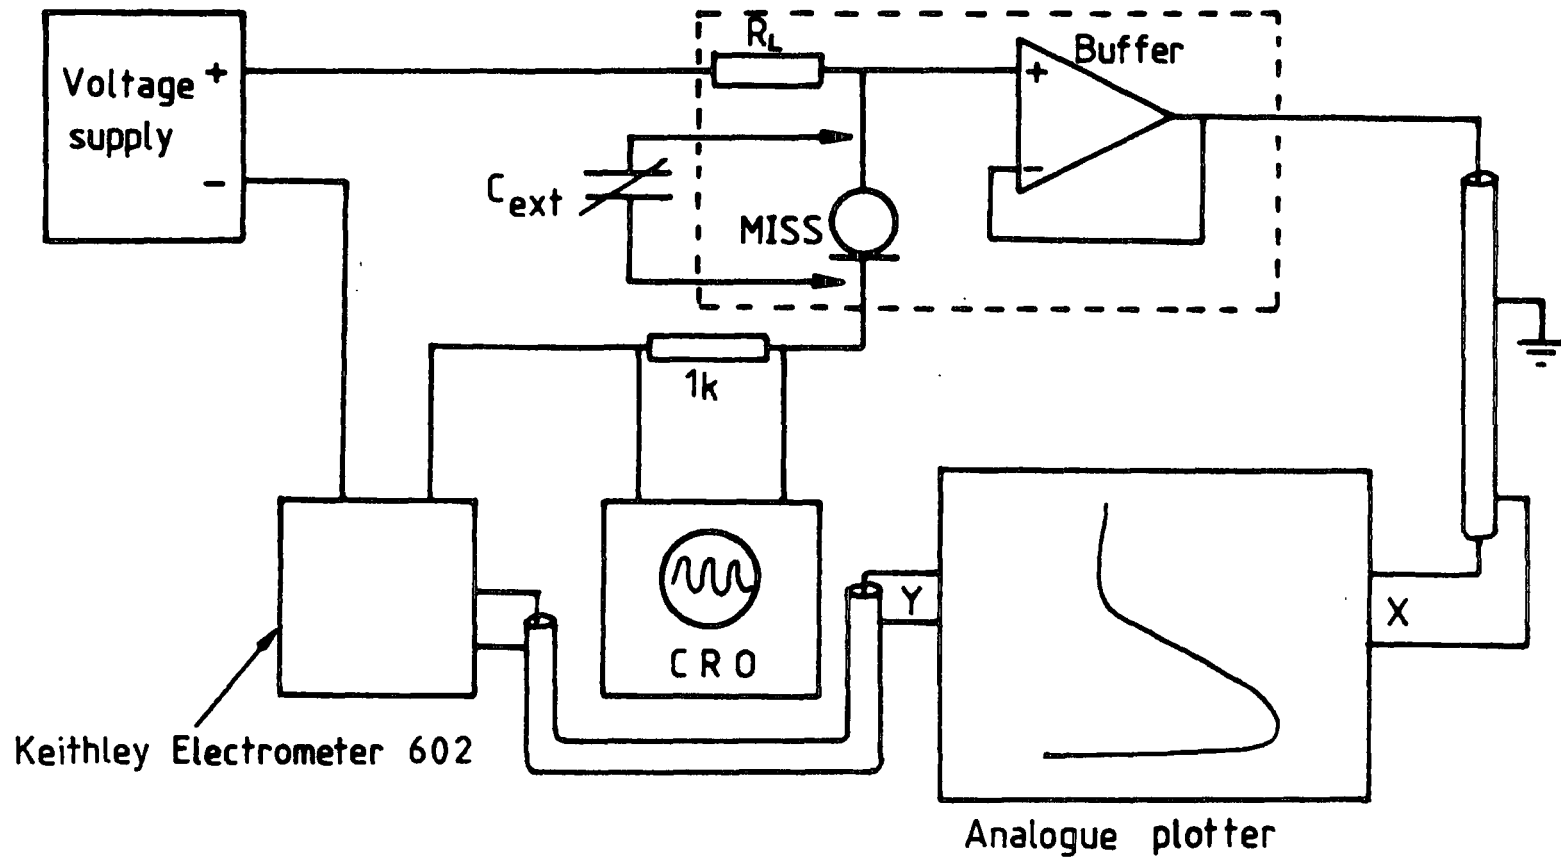 Voltage +
supply
-
R_L
Buffer
+
-
C_ext
MISS
1k
CRO
Y
X
Keithley Electrometer 602
Analogue plotter